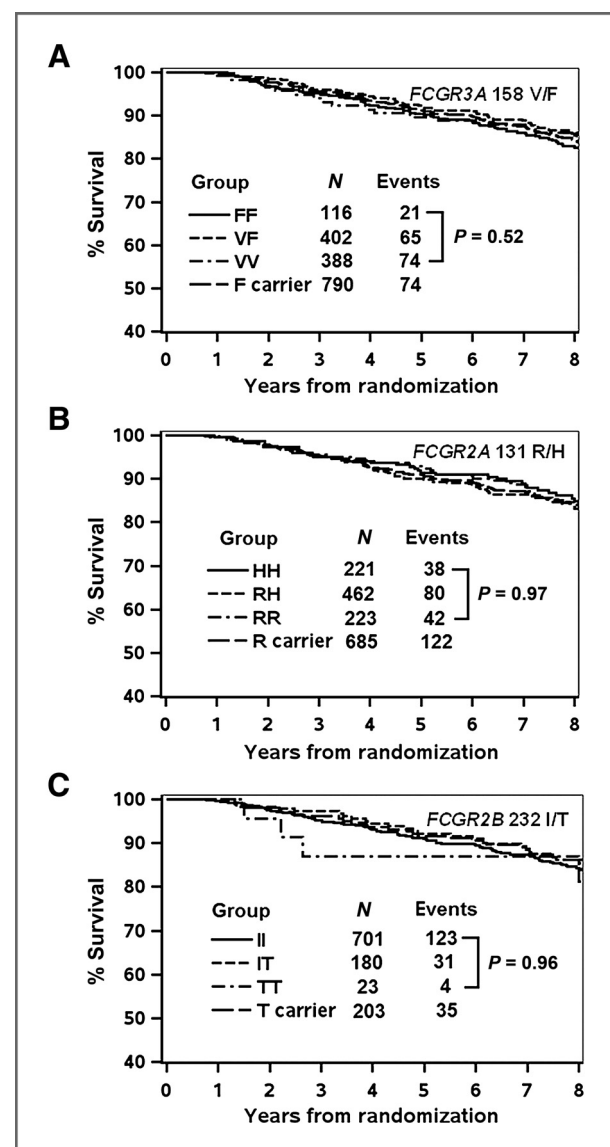 A
FCGR3A 158 V/F
100
90
80
70
60
50
40
% Survival
Group N Events
FF 116 21
VF 402 65
VV 388 74
F carrier 790 74
P = 0.52
0 1 2 3 4 5 6 7 8
Years from randomization
B
FCGR2A 131 R/H
100
90
80
70
60
50
40
% Survival
Group N Events
HH 221 38
RH 462 80
RR 223 42
R carrier 685 122
P = 0.97
0 1 2 3 4 5 6 7 8
Years from randomization
C
FCGR2B 232 I/T
100
90
80
70
60
50
40
% Survival
Group N Events
II 701 123
IT 180 31
TT 23 4
T carrier 203 35
P = 0.96
0 1 2 3 4 5 6 7 8
Years from randomization